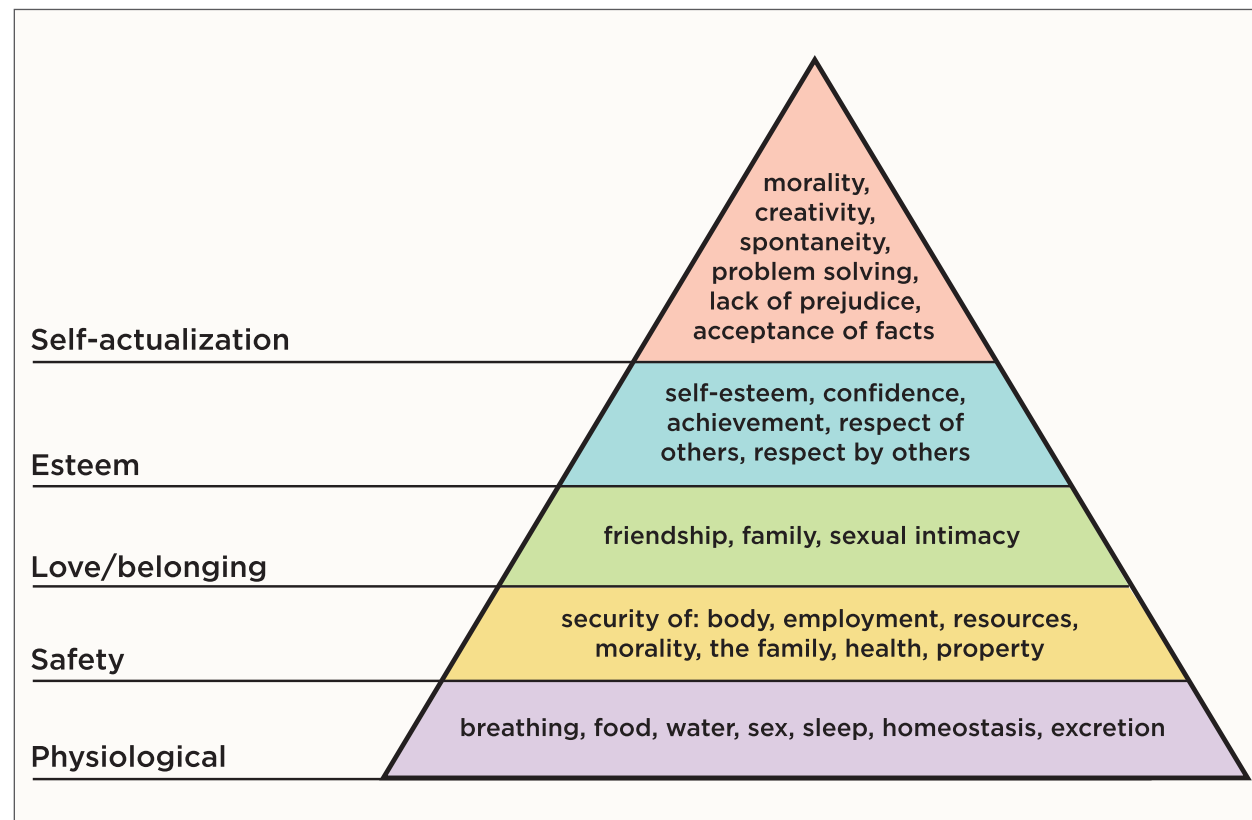 morality,
creativity,
spontaneity,
problem solving,
lack of prejudice,
acceptance of facts
Self-actualization
self-esteem, confidence,
achievement, respect of
others, respect by others
Esteem
friendship, family, sexual intimacy
Love/belonging
security of: body, employment, resources,
morality, the family, health, property
Safety
breathing, food, water, sex, sleep, homeostasis, excretion
Physiological